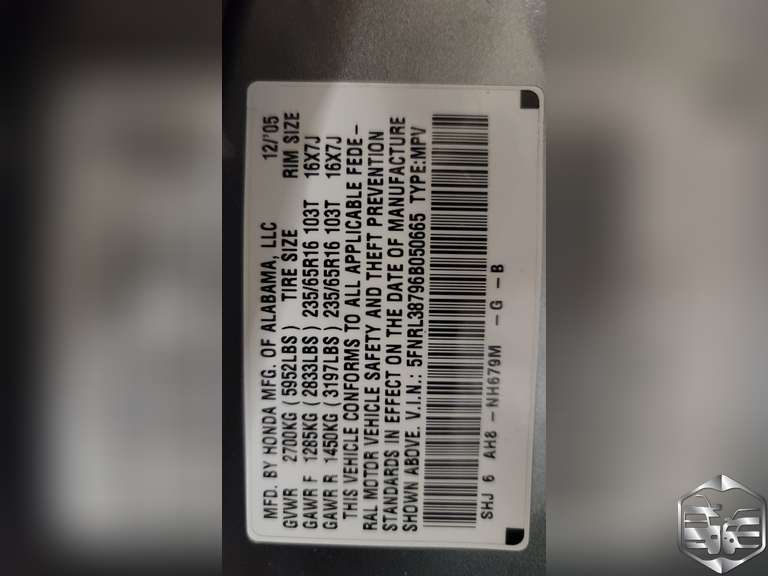 MFD. BY HONDA MFG. OF ALABAMA, LLC 12/'05
GVWR 2700KG (5952LBS) TIRE SIZE RIM SIZE
GAWR F 1285KG (2833LBS) 235/65R16 103T 16X7J
GAWR R 1450KG (3197LBS) 235/65R16 103T 16X7J
THIS VEHICLE CONFORMS TO ALL APPLICABLE FEDE-
RAL MOTOR VEHICLE SAFETY AND THEFT PREVENTION
STANDARDS IN EFFECT ON THE DATE OF MANUFACTURE
SHOWN ABOVE. V.I.N.: 5FNRL38796B050665 TYPE:MPV
SHJ 6 AH8 -NH679M -G -B